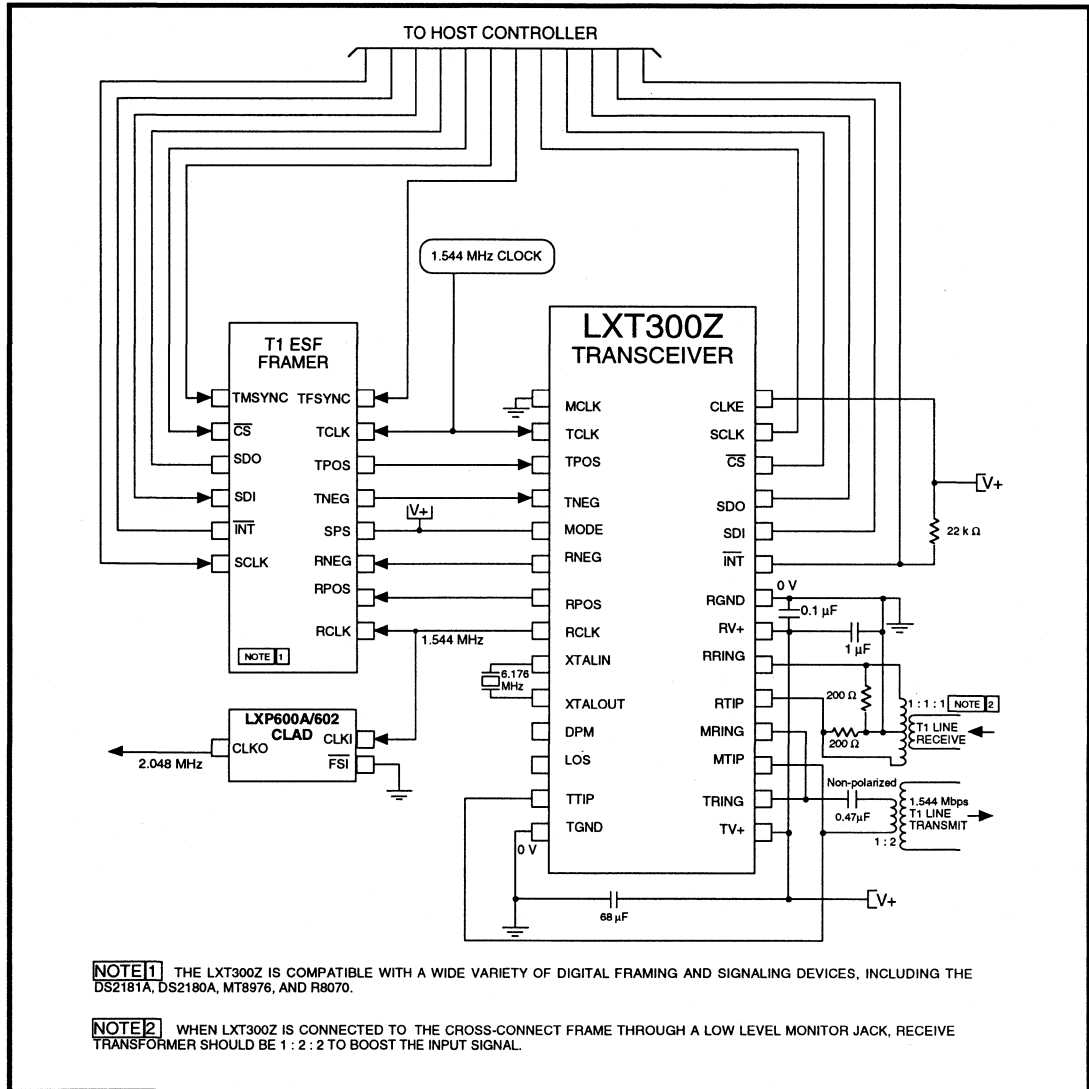 TO HOST CONTROLLER
1.544 MHz CLOCK
T1 ESF
FRAMER
TMSYNC TFSYNC
CS TCLK
SDO TPOS
SDI TNEG
INT SPS
SCLK RNEG
RPOS
RCLK
NOTE 1
V+
1.544 MHz
LXP600A/602
CLAD
CLKO CLKI
FSI
2.048 MHz
LXT300Z
TRANSCEIVER
MCLK CLKE
TCLK SCLK
TPOS CS
TNEG SDO
MODE SDI
RNEG INT
RPOS RGND
RCLK RV+
XTALIN RRING
XTALOUT RTIP
DPM MRING
LOS MTIP
TTIP TRING
TGND TV+
6.176
MHz
0 V
68 µF
V+
22 k Ω
0 V
0.1 µF
1 µF
200 Ω
200 Ω
1 : 1 : 1 NOTE 2
T1 LINE
RECEIVE
Non-polarized
0.47µF
1.544 Mbps
T1 LINE
TRANSMIT
1 : 2
V+
NOTE 1 THE LXT300Z IS COMPATIBLE WITH A WIDE VARIETY OF DIGITAL FRAMING AND SIGNALING DEVICES, INCLUDING THE
DS2181A, DS2180A, MT8976, AND R8070.
NOTE 2 WHEN LXT300Z IS CONNECTED TO THE CROSS-CONNECT FRAME THROUGH A LOW LEVEL MONITOR JACK, RECEIVE
TRANSFORMER SHOULD BE 1 : 2 : 2 TO BOOST THE INPUT SIGNAL.